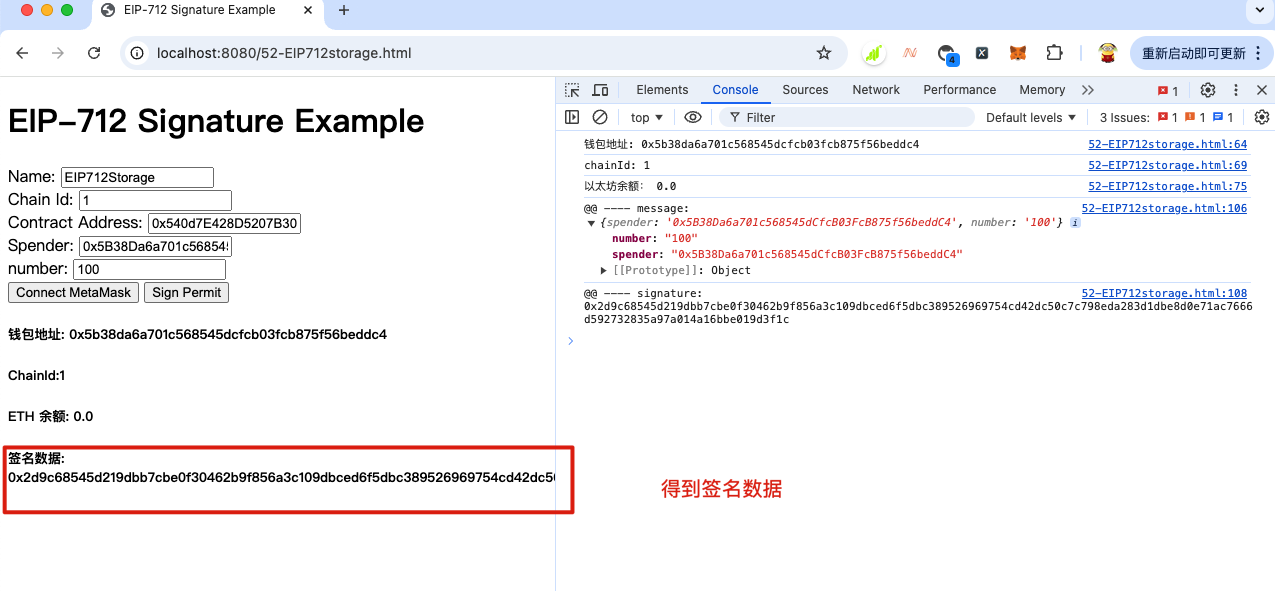 EIP-712 Signature Example
localhost:8080/52-EIP712storage.html
4
重新启动即可更新
EIP-712 Signature Example
Name: EIP712Storage
Chain Id: 1
Contract Address: 0x540d7E428D5207B30
Spender: 0x5B38Da6a701c56854
number: 100
Connect MetaMask Sign Permit
钱包地址: 0x5b38da6a701c568545dcfcb03fcb875f56beddc4
ChainId:1
ETH 余额: 0.0
签名数据:
0x2d9c68545d219dbb7cbe0f30462b9f856a3c109dbced6f5dbc389526969754cd42dc50
Elements Console Sources Network Performance Memory 1
top Filter Default levels 3 Issues: 1 1 1
钱包地址: 0x5b38da6a701c568545dcfcb03fcb875f56beddc4 52-EIP712storage.html:64
chainId: 1 52-EIP712storage.html:69
以太坊余额: 0.0 52-EIP712storage.html:75
@@ ---- message: 52-EIP712storage.html:106
{spender: '0x5B38Da6a701c568545dCfcB03FcB875f56beddC4', number: '100'}
number: "100"
spender: "0x5B38Da6a701c568545dCfcB03FcB875f56beddC4"
[[Prototype]]: Object
@@ ---- signature: 52-EIP712storage.html:108
0x2d9c68545d219dbb7cbe0f30462b9f856a3c109dbced6f5dbc389526969754cd42dc50c7c798eda283d1dbe8d0e71ac7666
d592732835a97a014a16bbe019d3f1c
得到签名数据